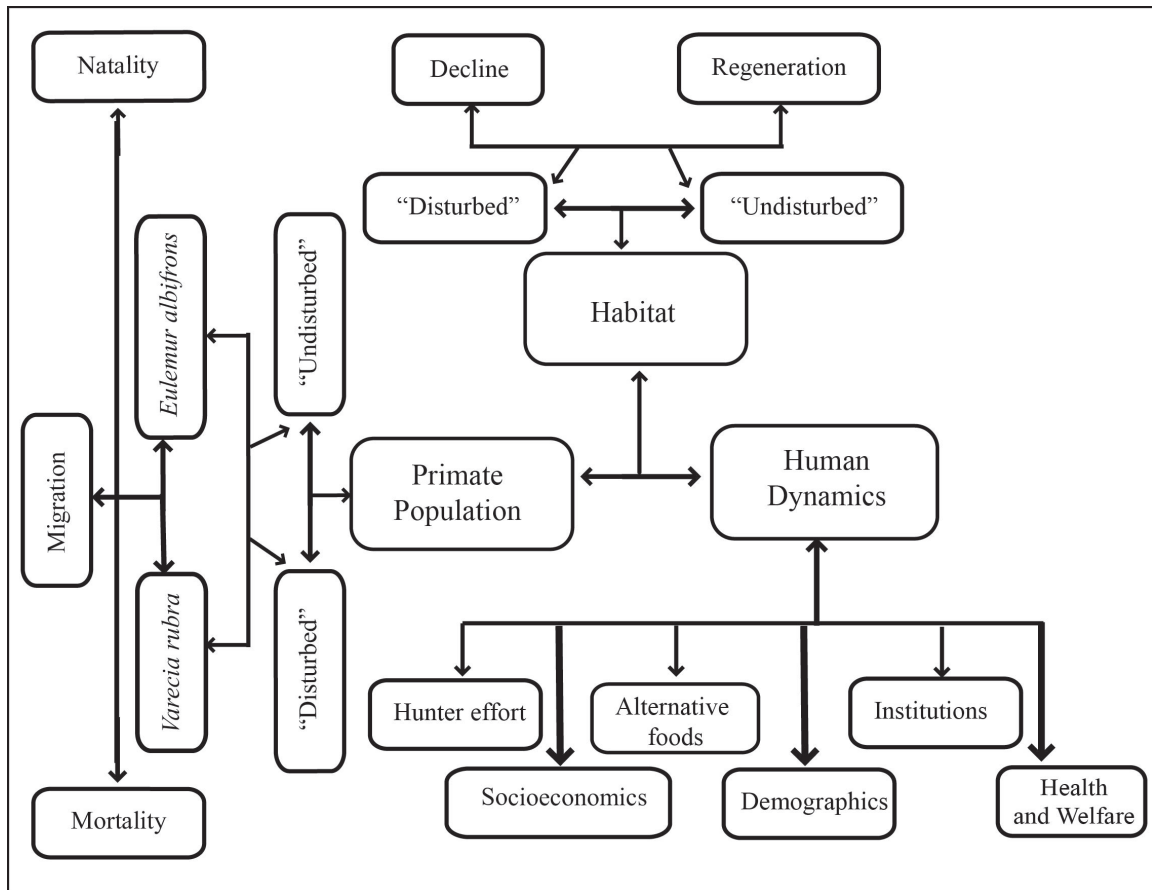 Natality
Decline
Regeneration
“Disturbed”
“Undisturbed”
Habitat
Eulemur albifrons
“Undisturbed”
Migration
Primate
Population
Human
Dynamics
Varecia rubra
“Disturbed”
Hunter effort
Alternative
foods
Institutions
Socioeconomics
Demographics
Health
and Welfare
Mortality